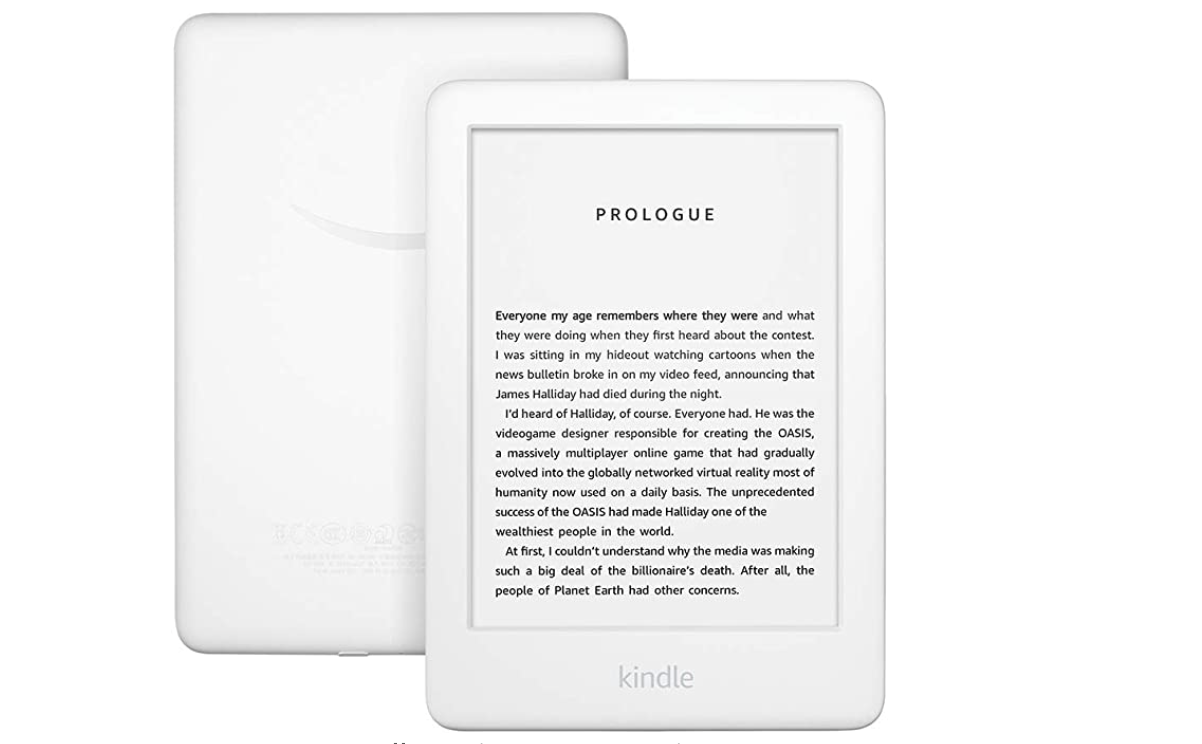 PROLOGUE
Everyone my age remembers where they were and what
they were doing when they first heard about the contest.
I was sitting in my hideout watching cartoons when the
news bulletin broke in on my video feed, announcing that
James Halliday had died during the night.
I'd heard of Halliday, of course. Everyone had. He was the
videogame designer responsible for creating the OASIS,
a massively multiplayer online game that had gradually
evolved into the globally networked virtual reality most of
humanity now used on a daily basis. The unprecedented
success of the OASIS had made Halliday one of the
wealthiest people in the world.
At first, I couldn't understand why the media was making
such a big deal of the billionaire's death. After all, the
people of Planet Earth had other concerns.
kindle